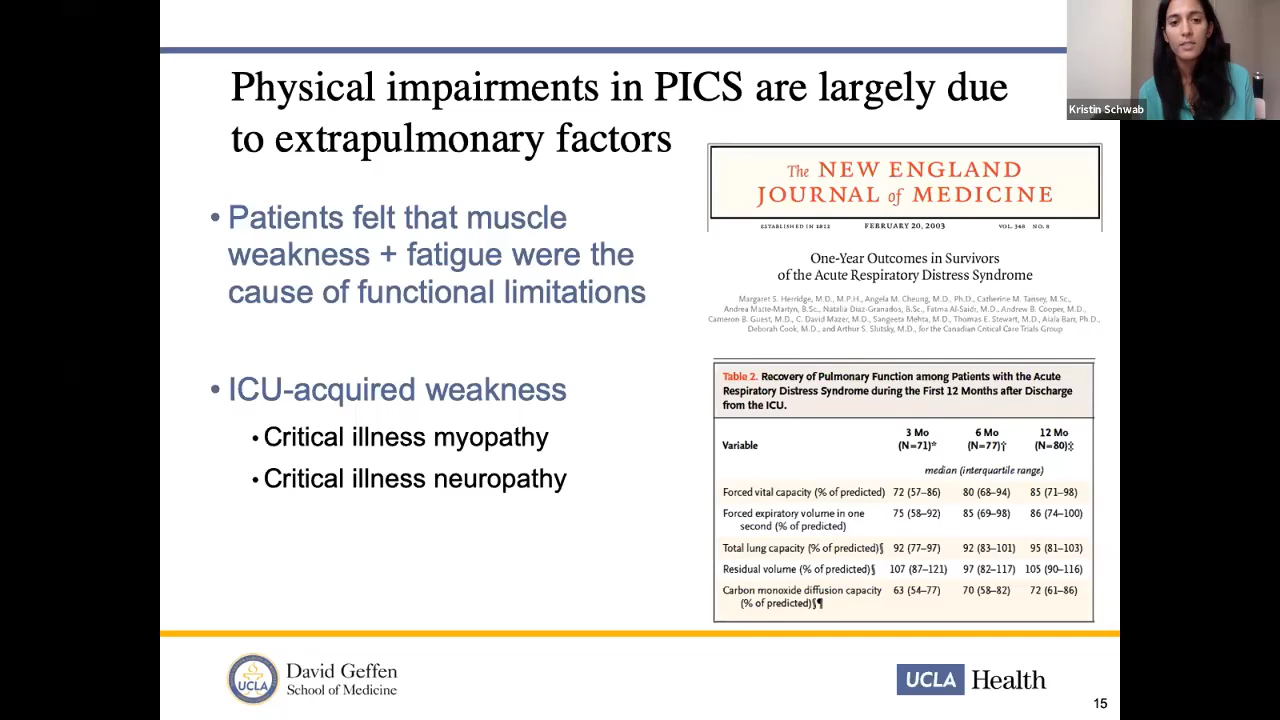 Kristin Schwab
Physical impairments in PICS are largely due
to extrapulmonary factors
• Patients felt that muscle
weakness + fatigue were the
cause of functional limitations
• ICU-acquired weakness
• Critical illness myopathy
• Critical illness neuropathy
The NEW ENGLAND
JOURNAL of MEDICINE
ESTABLISHED IN 1812 FEBRUARY 20, 2003 VOL. 348 NO. 8
One-Year Outcomes in Survivors
of the Acute Respiratory Distress Syndrome
Margaret S. Herridge, M.D., M.P.H., Angela M. Cheung, M.D., Ph.D., Catherine M. Tansey, M.Sc.,
Andrea Matte-Martyn, B.Sc., Natalia Diaz-Granados, B.Sc., Fatma Al-Saidi, M.D., Andrew B. Cooper, M.D.,
Cameron B. Guest, M.D., C. David Mazer, M.D., Sangeeta Mehta, M.D., Thomas E. Stewart, M.D., Aiala Barr, Ph.D.,
Deborah Cook, M.D., and Arthur S. Slutsky, M.D., for the Canadian Critical Care Trials Group
Table 2. Recovery of Pulmonary Function among Patients with the Acute
Respiratory Distress Syndrome during the First 12 Months after Discharge
from the ICU.
Variable 3 Mo (N=71)* 6 Mo (N=77)† 12 Mo (N=80)‡
median (interquartile range)
Forced vital capacity (% of predicted) 72 (57–86) 80 (68–94) 85 (71–98)
Forced expiratory volume in one 75 (58–92) 85 (69–98) 86 (74–100)
second (% of predicted)
Total lung capacity (% of predicted)§ 92 (77–97) 92 (83–101) 95 (81–103)
Residual volume (% of predicted)§ 107 (87–121) 97 (82–117) 105 (90–116)
Carbon monoxide diffusion capacity 63 (54–77) 70 (58–82) 72 (61–86)
(% of predicted)§¶
UCLA
David Geffen
School of Medicine
UCLA Health
15